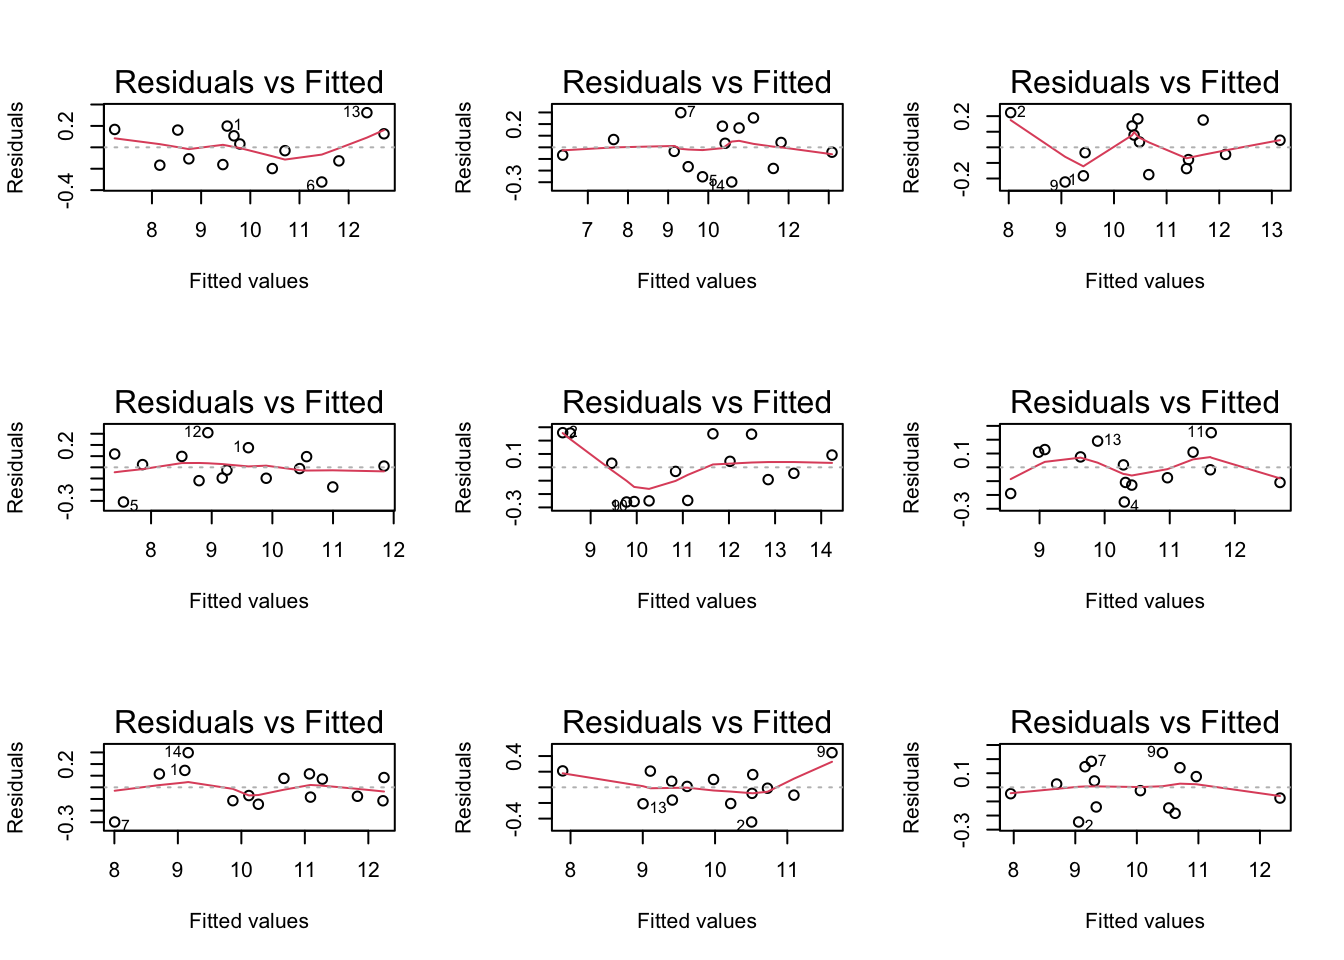 Residuals vs Fitted
Residuals
0.2
-0.4
13
1
6
8 9 10 11 12
Fitted values
Residuals vs Fitted
Residuals
0.2
-0.3
7
5
14
7 8 9 10 12
Fitted values
Residuals vs Fitted
Residuals
0.2
-0.2
2
9 1
8 9 10 11 12 13
Fitted values
Residuals vs Fitted
Residuals
0.2
-0.3
12
1
5
8 9 10 11 12
Fitted values
Residuals vs Fitted
Residuals
0.1
-0.3
9 10 11 12 13 14
Fitted values
Residuals vs Fitted
Residuals
0.1
-0.3
13
11
4
9 10 11 12
Fitted values
Residuals vs Fitted
Residuals
0.2
-0.3
14
1
7
8 9 10 11 12
Fitted values
Residuals vs Fitted
Residuals
0.4
-0.4
9
13
2
8 9 10 11
Fitted values
Residuals vs Fitted
Residuals
0.1
-0.3
7
9
2
8 9 10 11 12
Fitted values